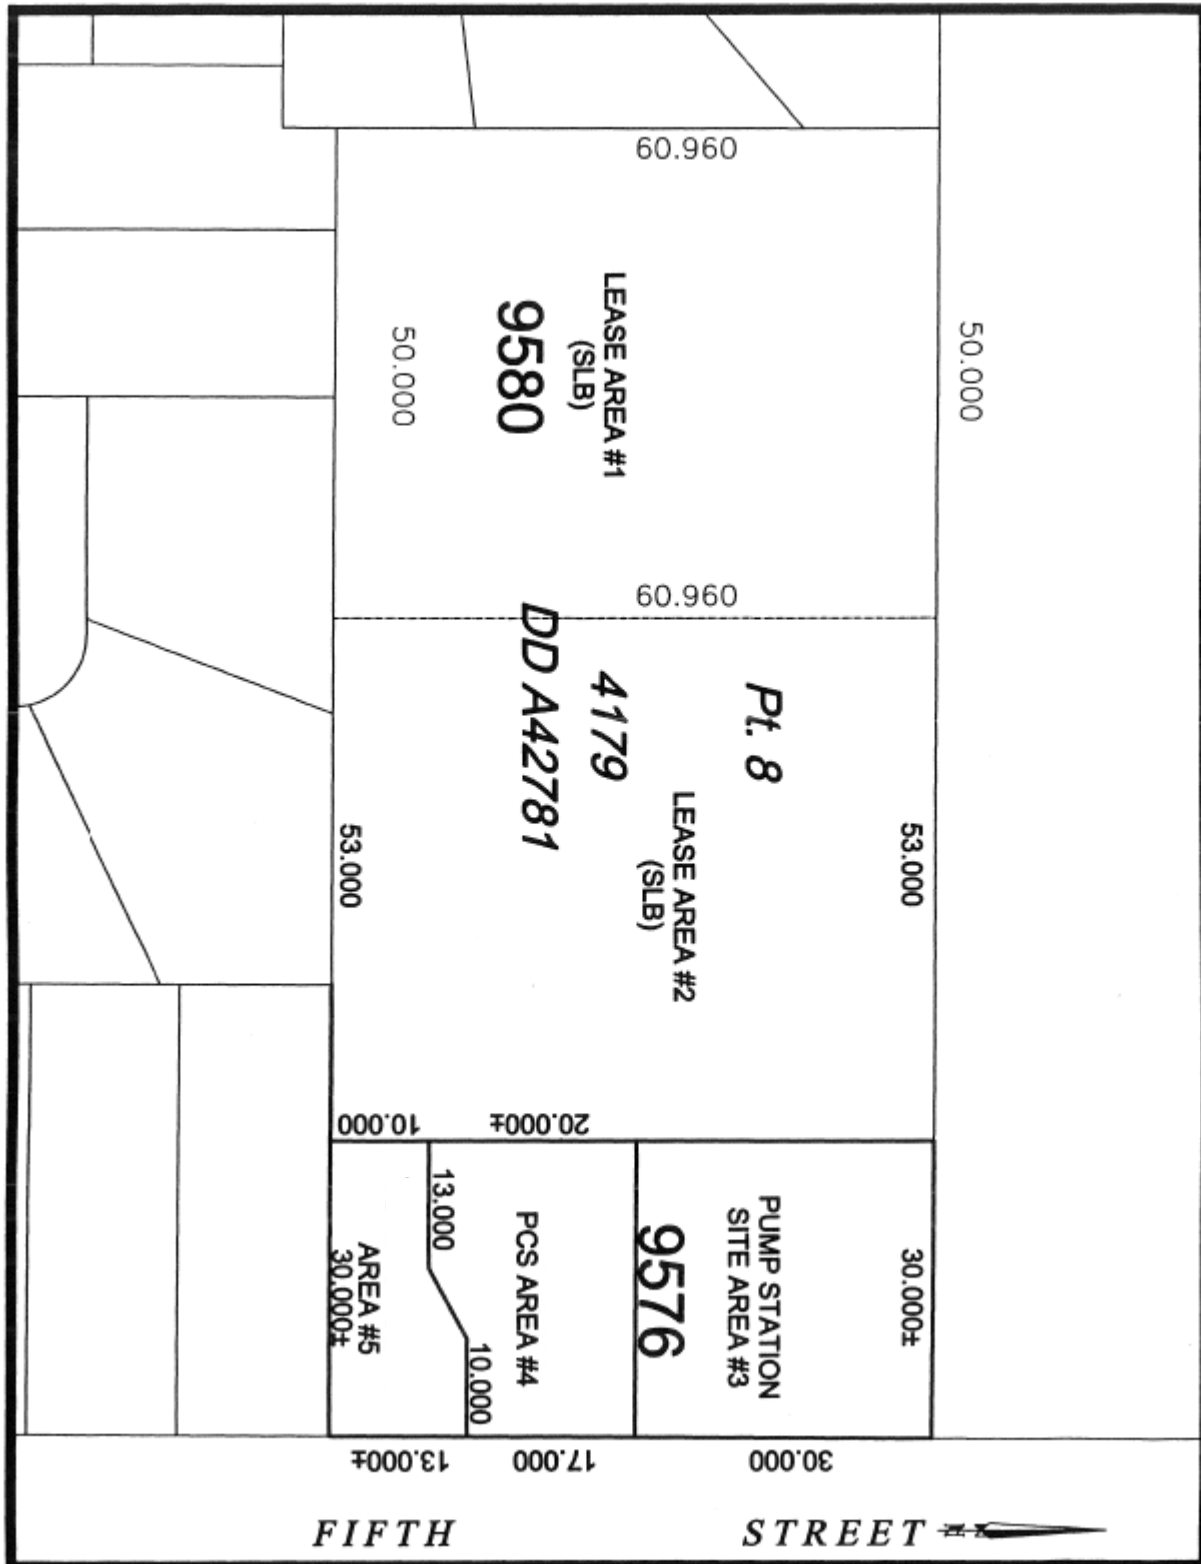 60.960
50.000
50.000
LEASE AREA #1
(SLB)
9580
60.960
Pt. 8
4179
DD A42781
53.000
LEASE AREA #2
(SLB)
53.000
10.000
20.000±
30.000±
PUMP STATION
SITE AREA #3
9576
PCS AREA #4
13.000
10.000
AREA #5
30.000±
13.000±
17.000
30.000
FIFTH STREET